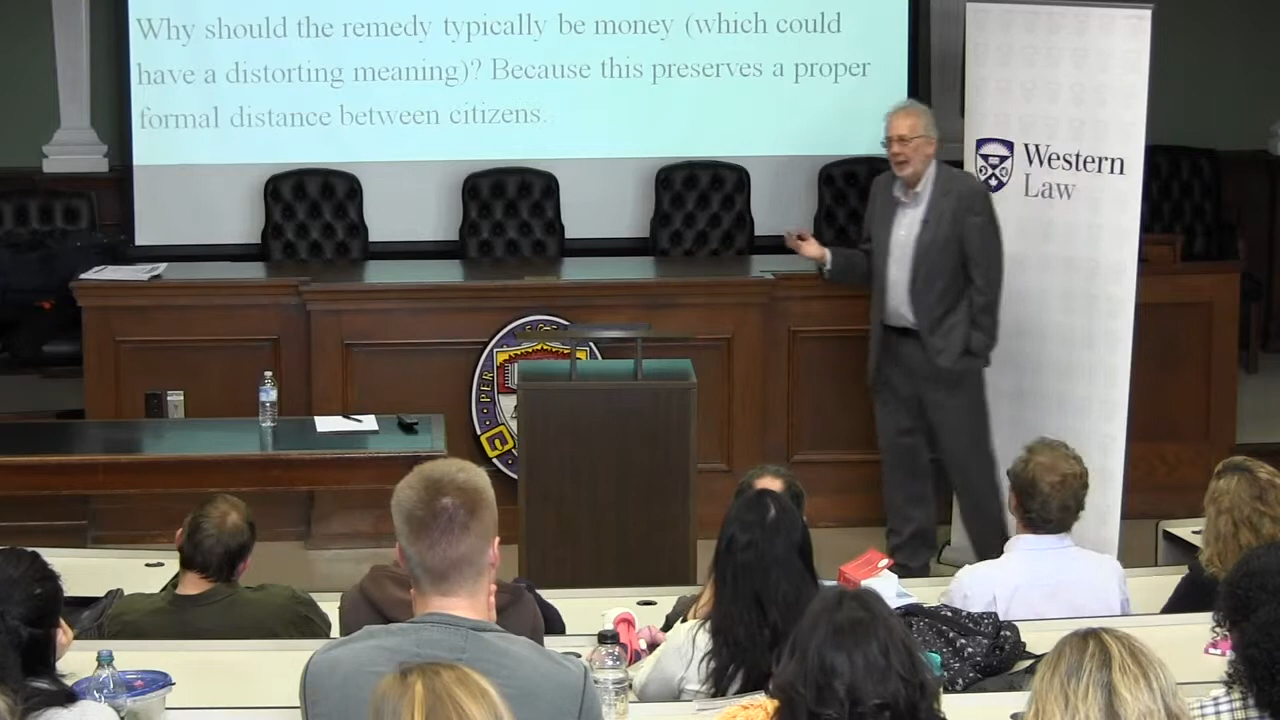 Why should the remedy typically be money (which could
have a distorting meaning)? Because this preserves a proper
formal distance between citizens.
Western
Law
PER